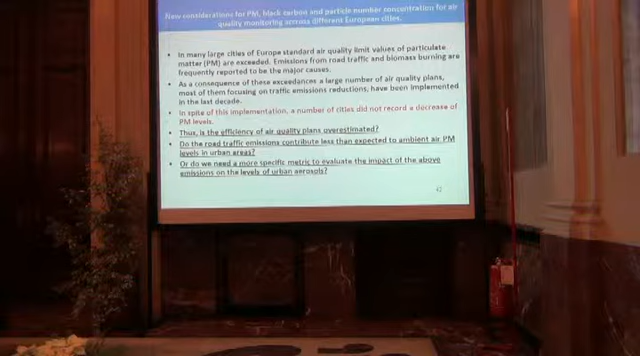 New considerations for PM, black carbon and particle number concentration for air
quality monitoring across different European cities.
• In many large cities of Europe standard air quality limit values of particulate
matter (PM) are exceeded. Emissions from road traffic and biomass burning are
frequently reported to be the major causes.
• As a consequence of these exceedances a large number of air quality plans,
most of them focusing on traffic emissions reductions, have been implemented
in the last decade.
• In spite of this implementation, a number of cities did not record a decrease of
PM levels.
• Thus, is the efficiency of air quality plans overestimated?
• Do the road traffic emissions contribute less than expected to ambient air PM
levels in urban areas?
• Or do we need a more specific metric to evaluate the impact of the above
emissions on the levels of urban aerosols?